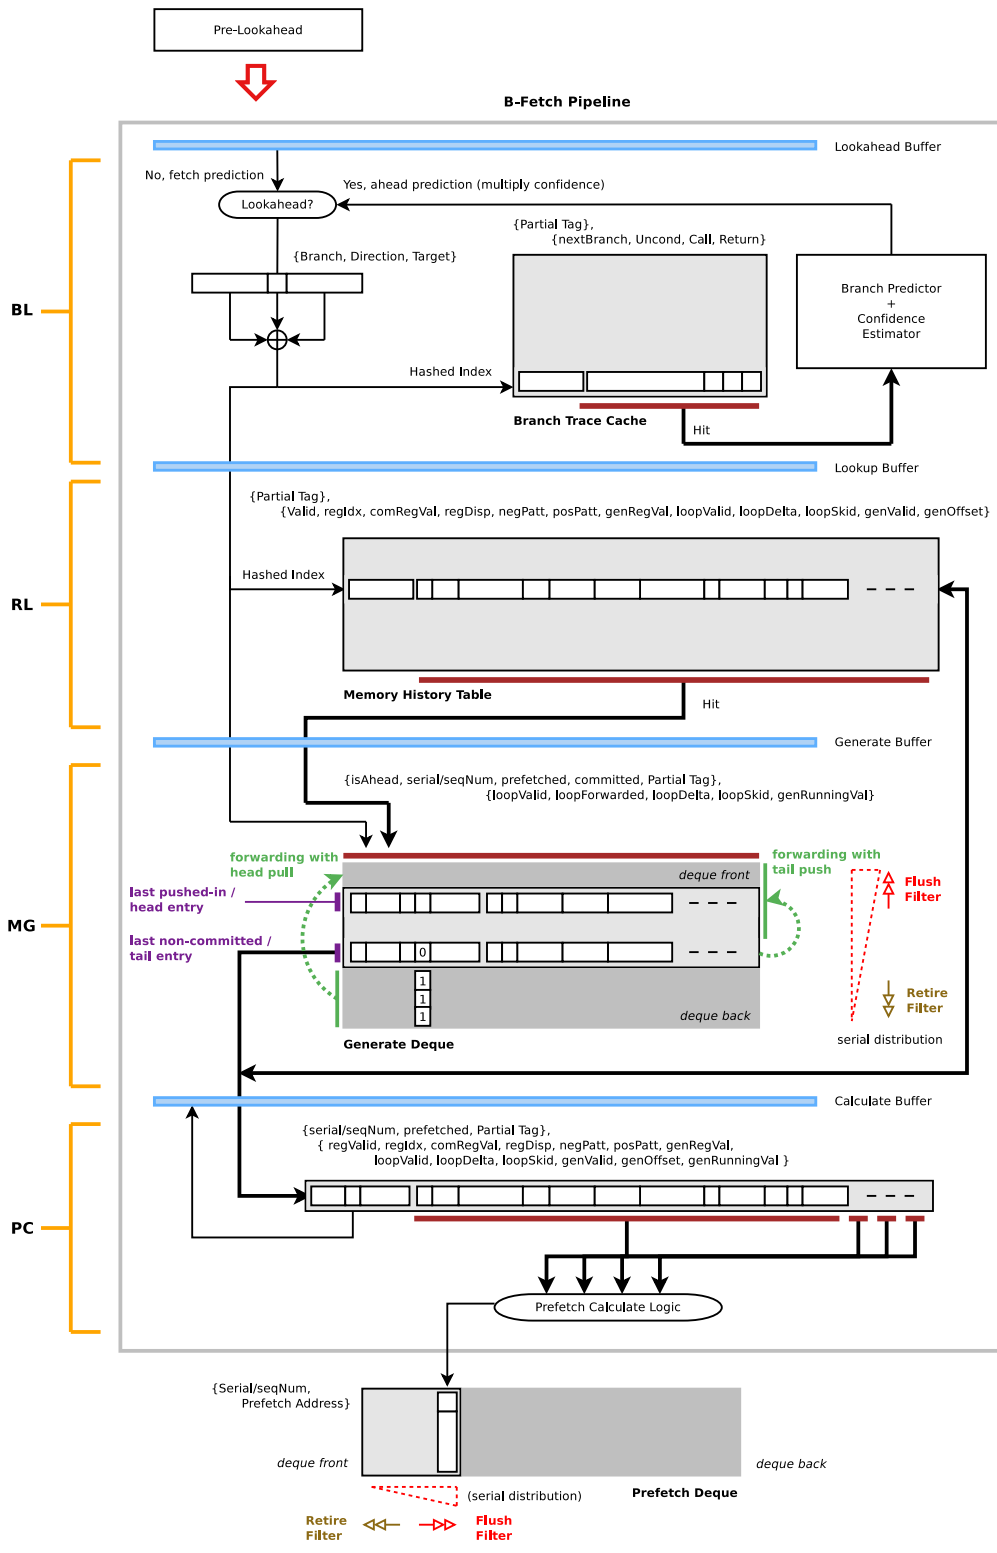 Pre-Lookahead
B-Fetch Pipeline
Lookahead Buffer
No, fetch prediction
Yes, ahead prediction (multiply confidence)
Lookahead?
{Partial Tag},
{nextBranch, Uncond, Call, Return}
{Branch, Direction, Target}
Branch Predictor
+
Confidence
Estimator
BL
Hashed Index
Branch Trace Cache
Hit
Lookup Buffer
{Partial Tag},
{Valid, regIdx, comRegVal, regDisp, negPatt, posPatt, genRegVal, loopValid, loopDelta, loopSkid, genValid, genOffset}
Hashed Index
RL
Memory History Table
Hit
Generate Buffer
{isAhead, serial/seqNum, prefetched, committed, Partial Tag},
{loopValid, loopForwarded, loopDelta, loopSkid, genRunningVal}
forwarding with
head pull
forwarding with
tail push
deque front
Flush
Filter
last pushed-in /
head entry
MG
last non-committed /
tail entry
0
1
1
1
Retire
Filter
deque back
serial distribution
Generate Deque
Calculate Buffer
{serial/seqNum, prefetched, Partial Tag},
{ regValid, regIdx, comRegVal, regDisp, negPatt, posPatt, genRegVal,
loopValid, loopDelta, loopSkid, genValid, genOffset, genRunningVal }
PC
Prefetch Calculate Logic
{Serial/seqNum,
Prefetch Address}
deque front
deque back
Prefetch Deque
(serial distribution)
Retire
Filter
Flush
Filter